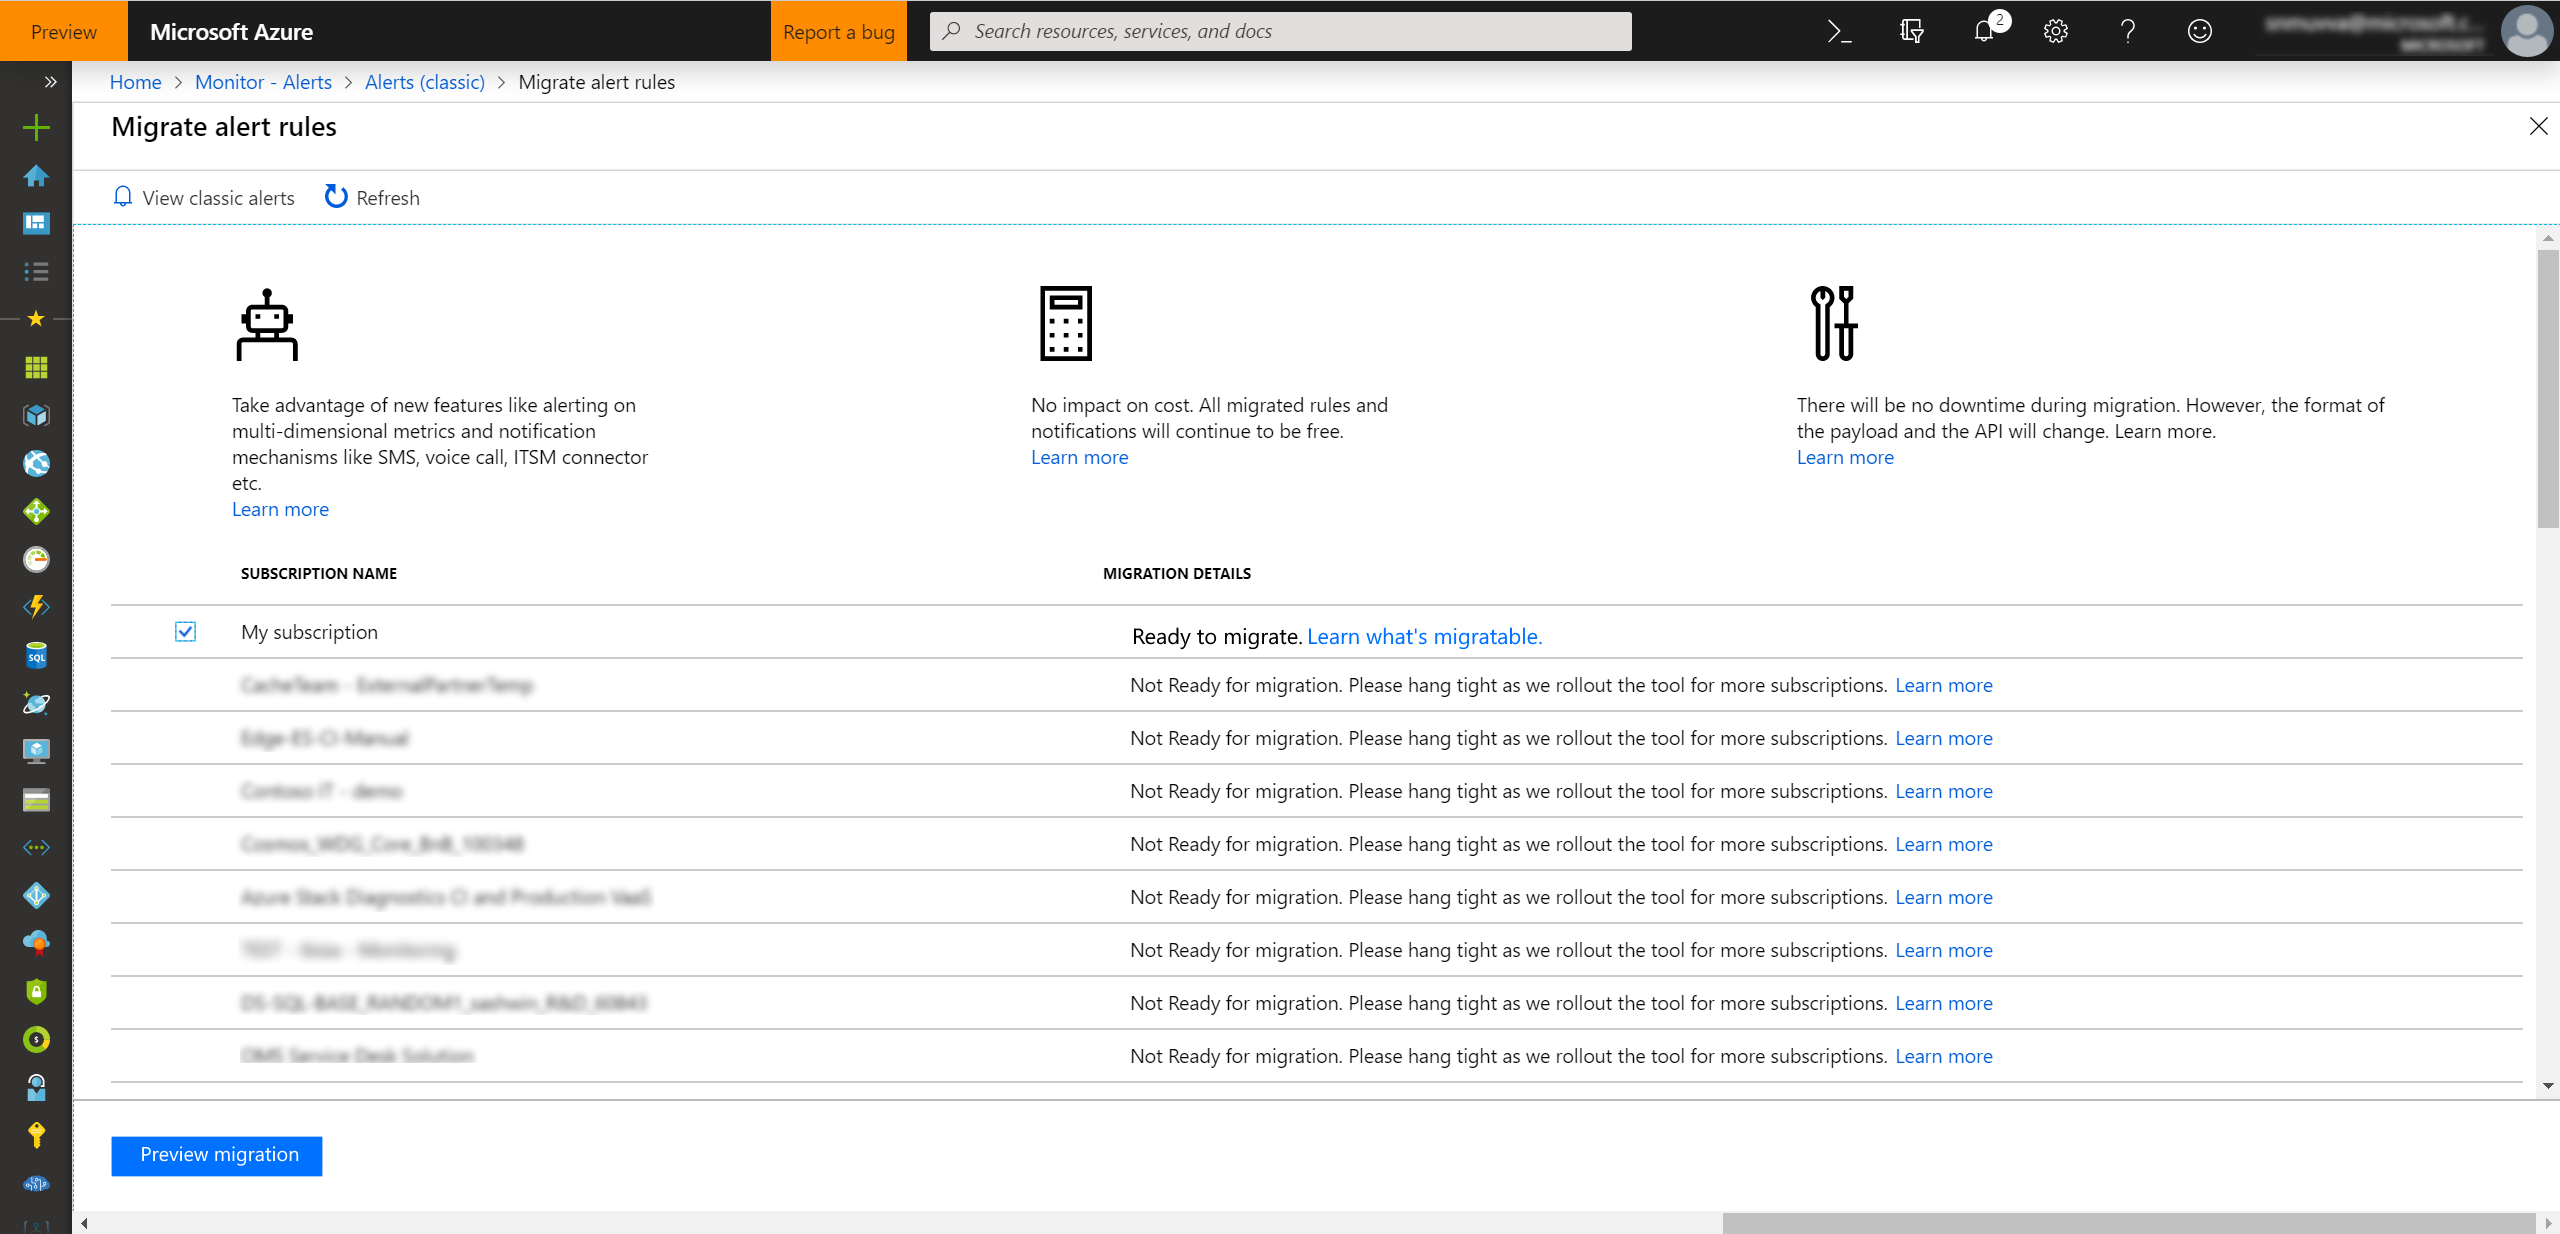 Preview
Microsoft Azure
Report a bug
Search resources, services, and docs
2
Home > Monitor - Alerts > Alerts (classic) > Migrate alert rules
Migrate alert rules
View classic alerts
Refresh
Take advantage of new features like alerting on
multi-dimensional metrics and notification
mechanisms like SMS, voice call, ITSM connector
etc.
Learn more
No impact on cost. All migrated rules and
notifications will continue to be free.
Learn more
There will be no downtime during migration. However, the format of
the payload and the API will change. Learn more.
Learn more
SUBSCRIPTION NAME
MIGRATION DETAILS
My subscription
Ready to migrate. Learn what's migratable.
Not Ready for migration. Please hang tight as we rollout the tool for more subscriptions. Learn more
Not Ready for migration. Please hang tight as we rollout the tool for more subscriptions. Learn more
Not Ready for migration. Please hang tight as we rollout the tool for more subscriptions. Learn more
Not Ready for migration. Please hang tight as we rollout the tool for more subscriptions. Learn more
Not Ready for migration. Please hang tight as we rollout the tool for more subscriptions. Learn more
Not Ready for migration. Please hang tight as we rollout the tool for more subscriptions. Learn more
Not Ready for migration. Please hang tight as we rollout the tool for more subscriptions. Learn more
Not Ready for migration. Please hang tight as we rollout the tool for more subscriptions. Learn more
SQL
Preview migration